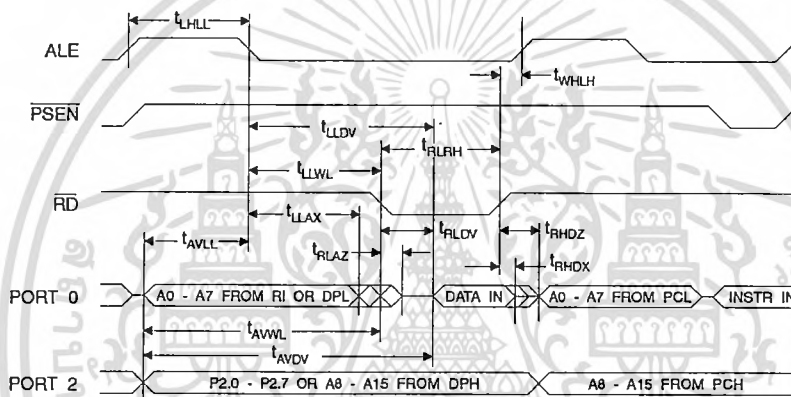 tLHLL
ALE
tWHLH
PSEN
tLLDV
tRLRH
tLLWL
RD
tLLAX
tRLDV
tRHDZ
tAVLL
tRLAZ
tRHDX
PORT 0
A0 - A7 FROM RI OR DPL
DATA IN
A0 - A7 FROM PCL
INSTR IN
tAVWL
tAVDV
PORT 2
P2.0 - P2.7 OR A8 - A15 FROM DPH
A8 - A15 FROM PCH